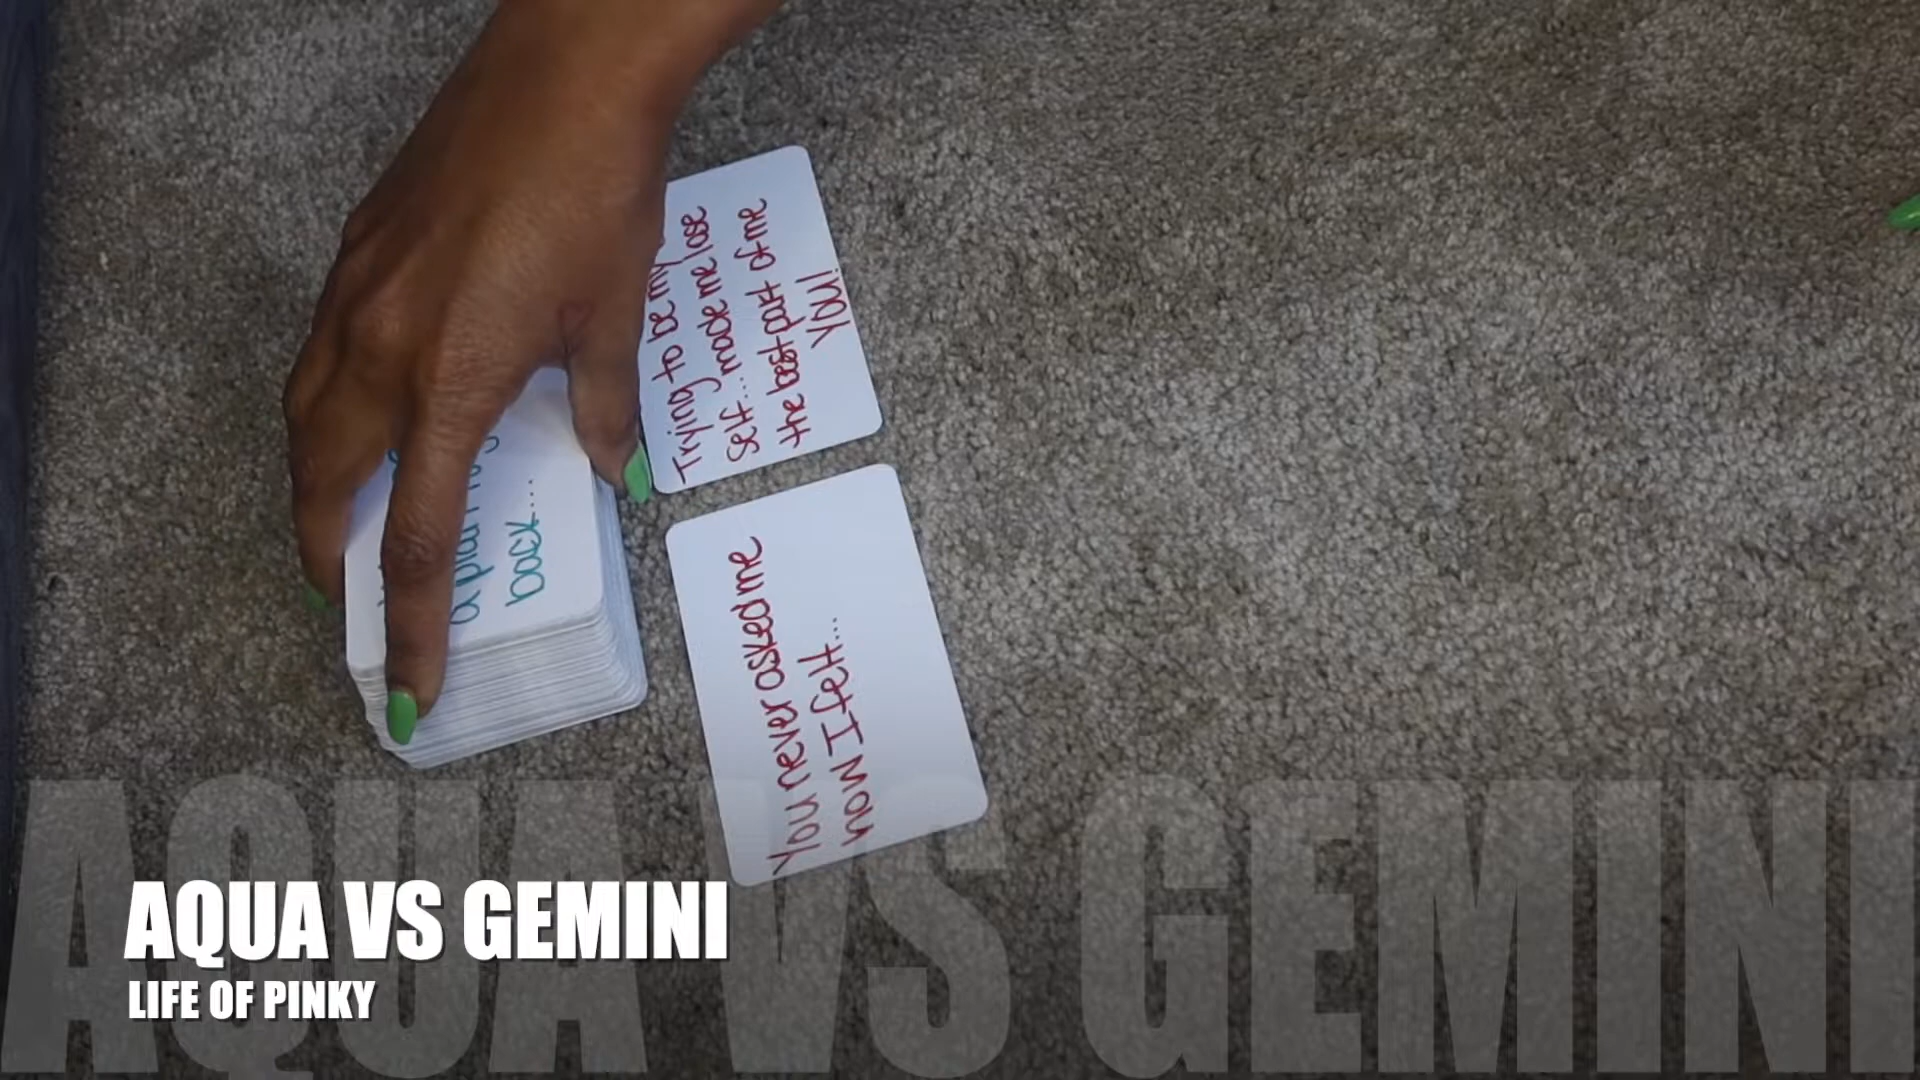 Trying to be my
self...made me lose
the best part of me
YOU!
back...
You never asked me
how I felt...
AQUA VS GEMINI
AQUA VS GEMINI
LIFE OF PINKY